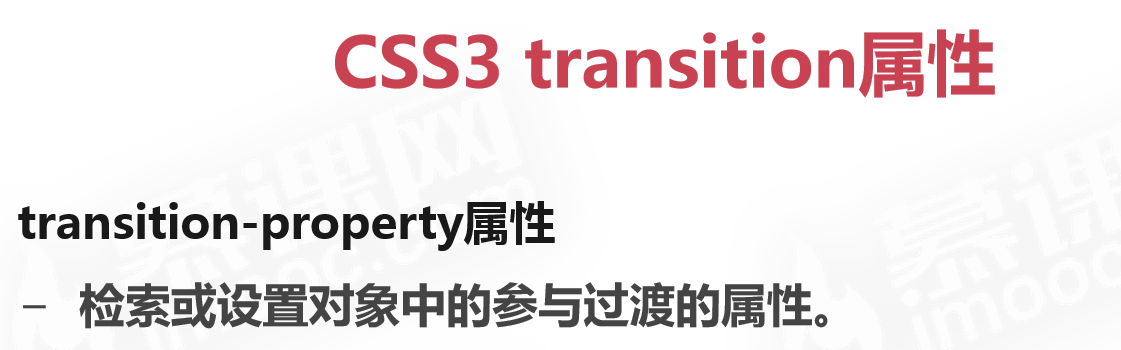 CSS3 transition属性
transition-property属性
– 检索或设置对象中的参与过渡的属性。
慕课网
imooc.com
慕课
imooc